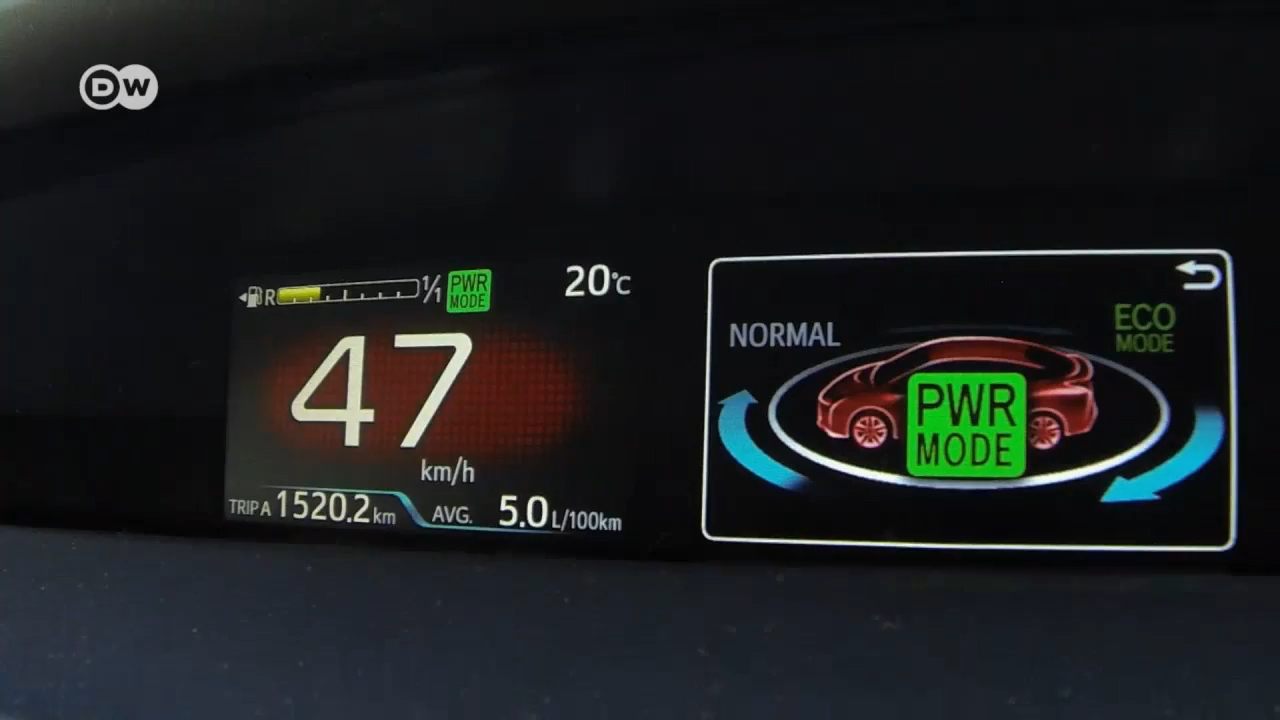 DW
R 1/1 PWR MODE 20°C
47
km/h
TRIP A 1520.2 km AVG. 5.0 L/100km
NORMAL
ECO
MODE
PWR
MODE